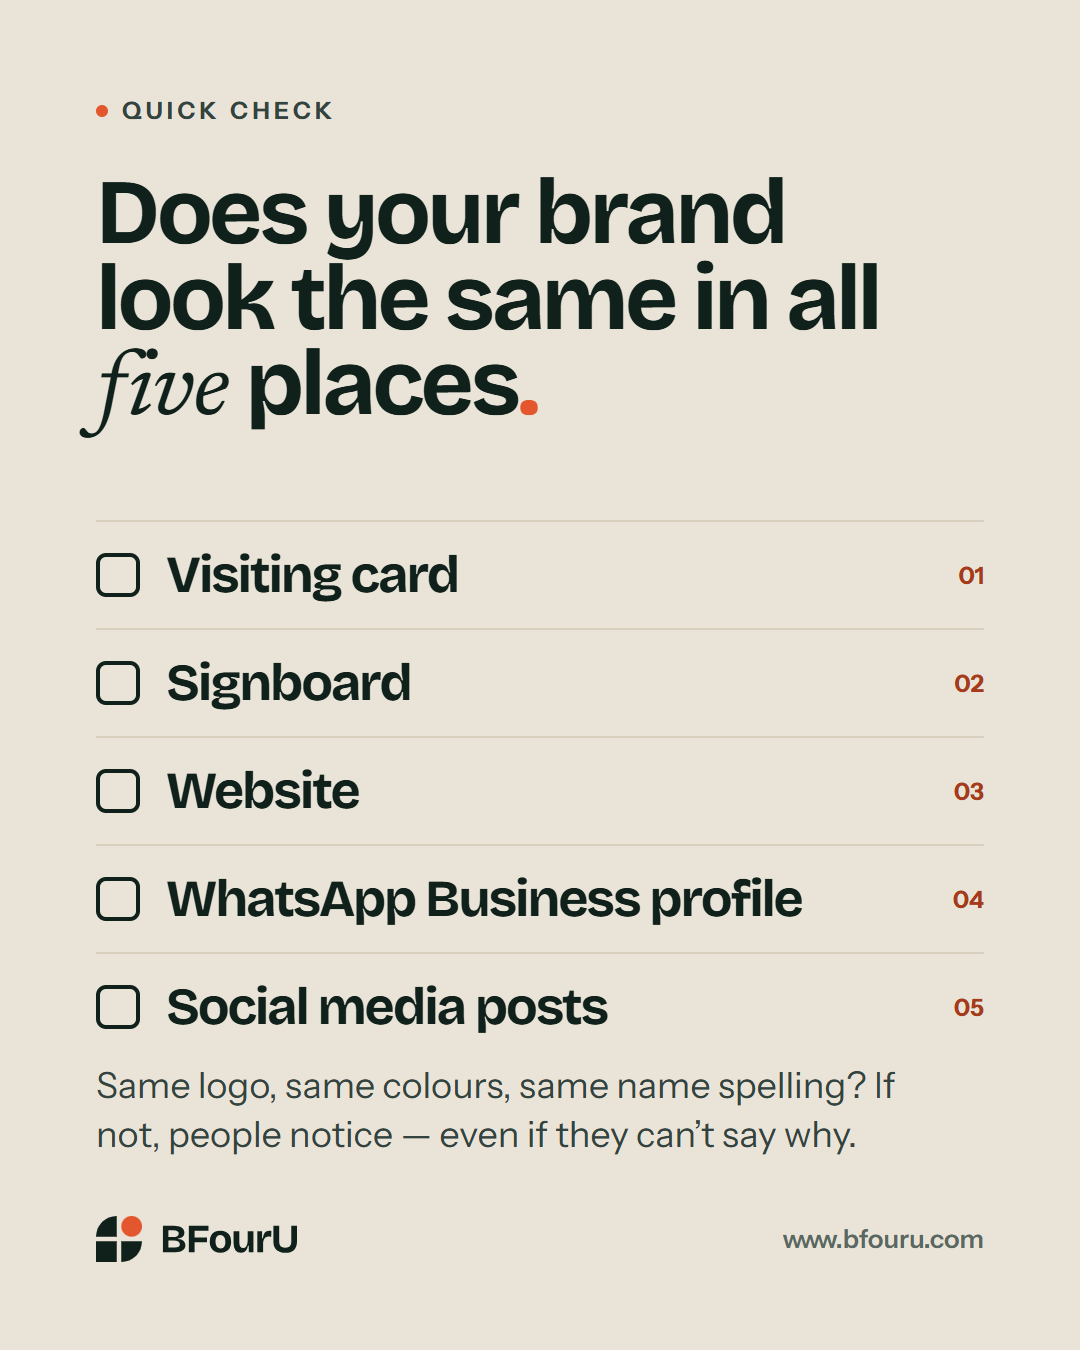 QUICK CHECK
Does your brand
look the same in all
five places.
Visiting card 01
Signboard 02
Website 03
WhatsApp Business profile 04
Social media posts 05
Same logo, same colours, same name spelling? If
not, people notice — even if they can’t say why.
BFourU www.bfouru.com